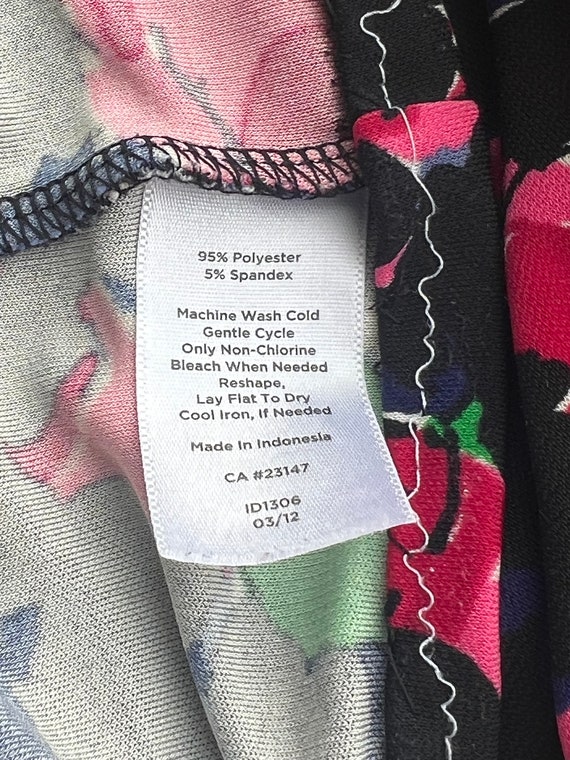 95% Polyester
5% Spandex
Machine Wash Cold
Gentle Cycle
Only Non-Chlorine
Bleach When Needed
Reshape,
Lay Flat To Dry
Cool Iron, If Needed
Made In Indonesia
CA #23147
ID1306
03/12